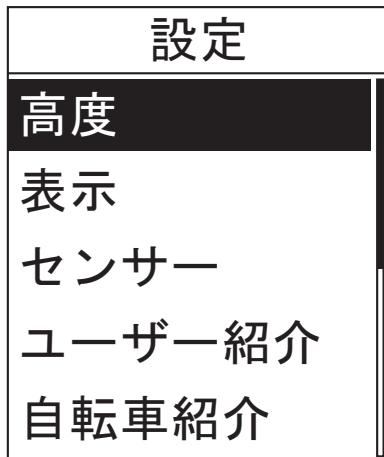 設定
高度
表示
センサー
ユーザー紹介
自転車紹介